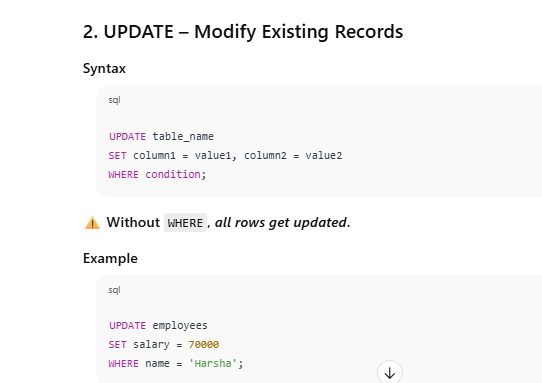 2. UPDATE – Modify Existing Records
Syntax
sql
UPDATE table_name
SET column1 = value1, column2 = value2
WHERE condition;
⚠️ Without WHERE, all rows get updated.
Example
sql
UPDATE employees
SET salary = 70000
WHERE name = 'Harsha';